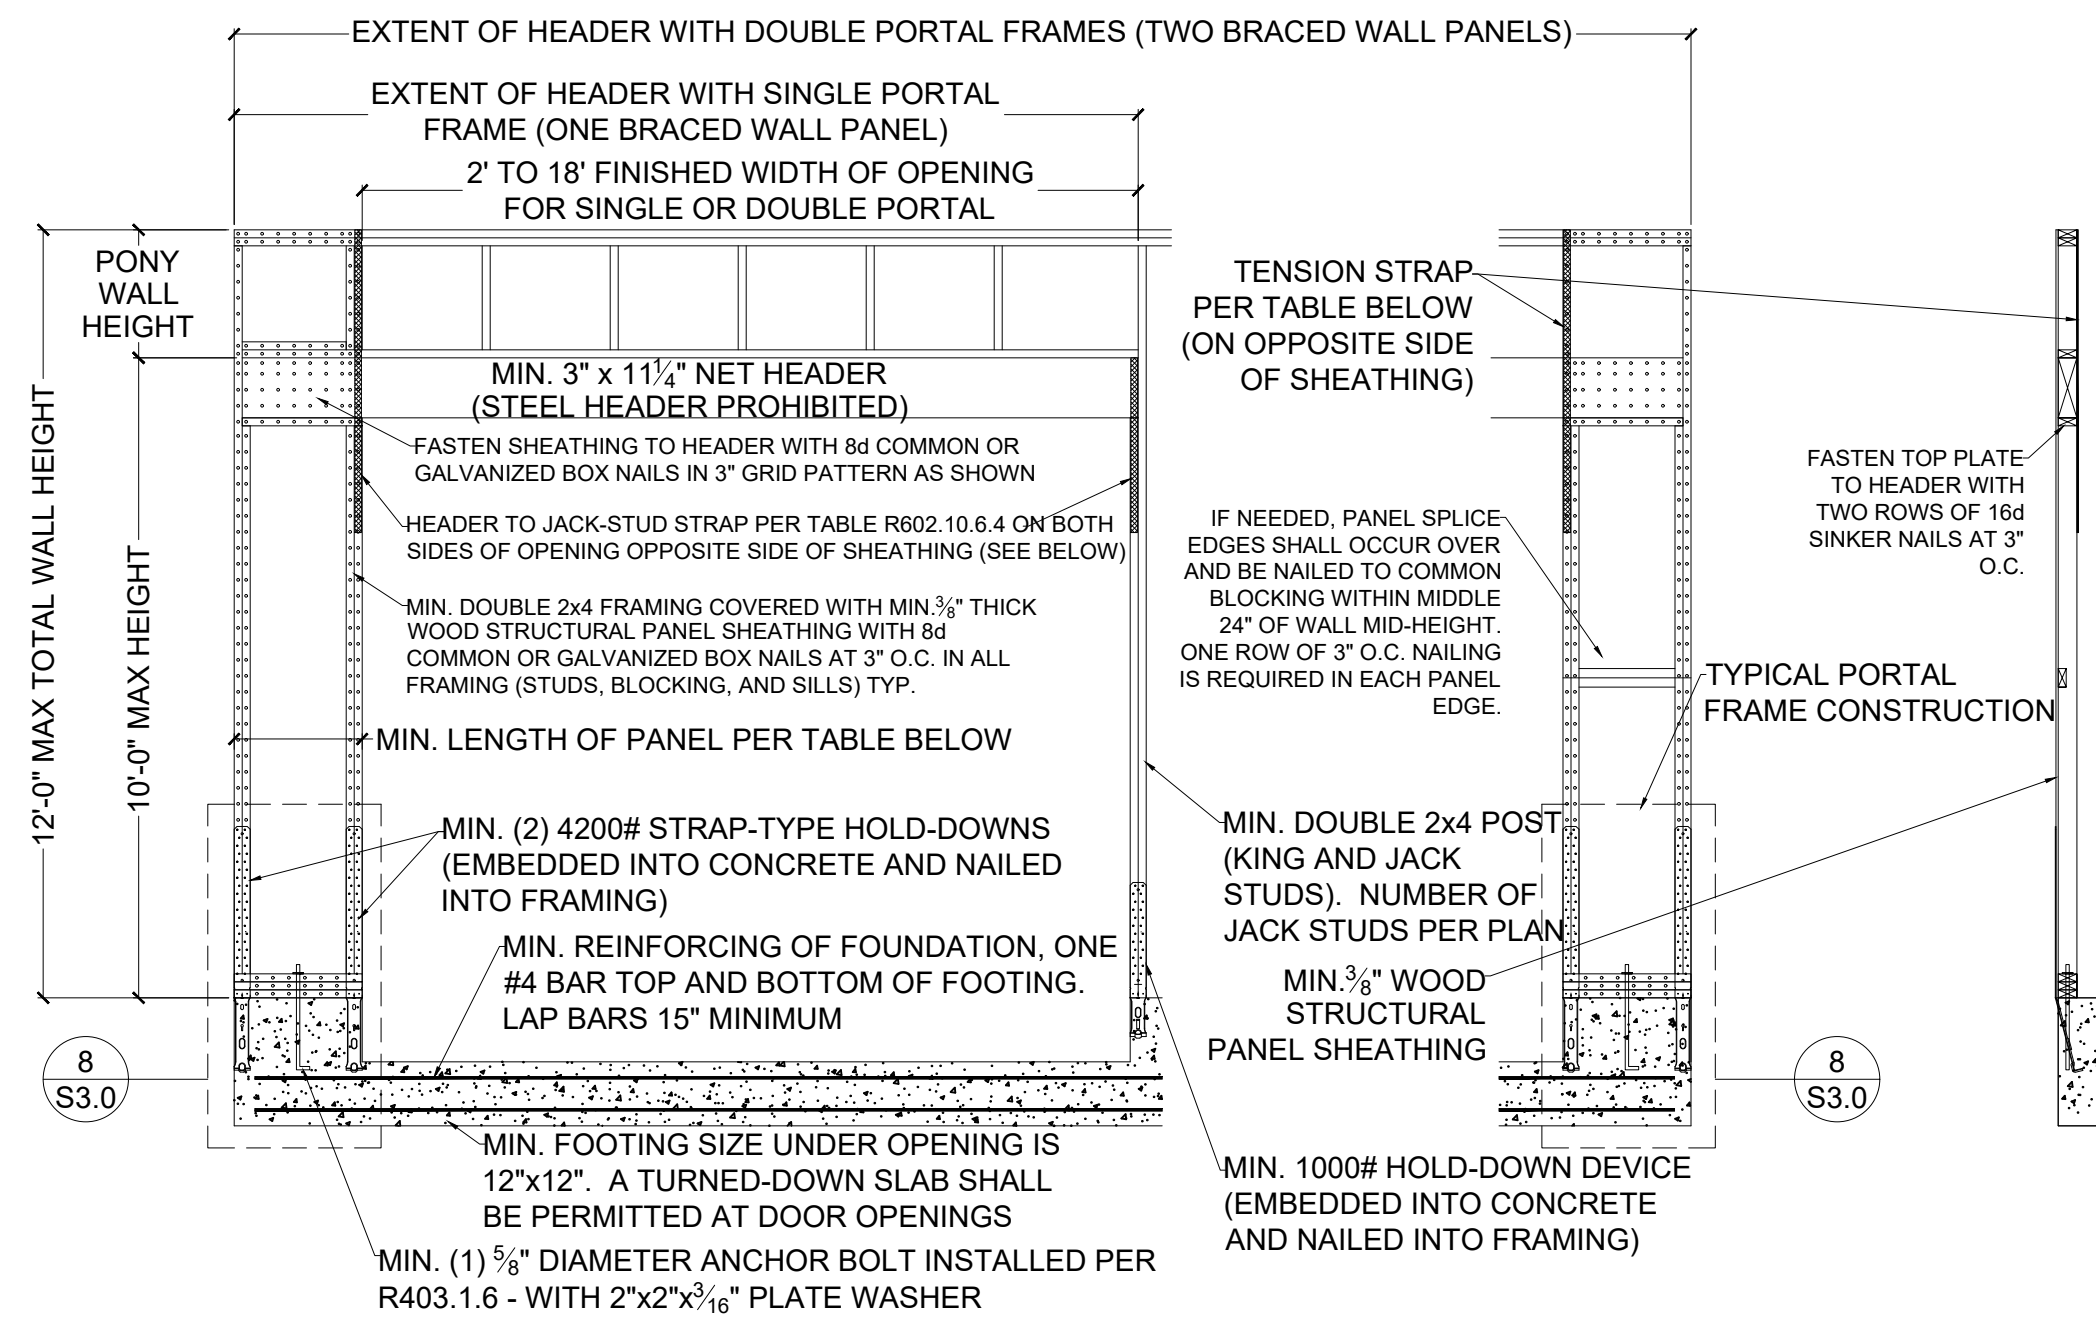 EXTENT OF HEADER WITH DOUBLE PORTAL FRAMES (TWO BRACED WALL PANELS)
EXTENT OF HEADER WITH SINGLE PORTAL
FRAME (ONE BRACED WALL PANEL)
2' TO 18' FINISHED WIDTH OF OPENING
FOR SINGLE OR DOUBLE PORTAL
12'-0" MAX TOTAL WALL HEIGHT
PONY
WALL
HEIGHT
10'-0" MAX HEIGHT
MIN. 3" x 11¼" NET HEADER
(STEEL HEADER PROHIBITED)
FASTEN SHEATHING TO HEADER WITH 8d COMMON OR
GALVANIZED BOX NAILS IN 3" GRID PATTERN AS SHOWN
HEADER TO JACK-STUD STRAP PER TABLE R602.10.6.4 ON BOTH
SIDES OF OPENING OPPOSITE SIDE OF SHEATHING (SEE BELOW)
MIN. DOUBLE 2x4 FRAMING COVERED WITH MIN.⅜" THICK
WOOD STRUCTURAL PANEL SHEATHING WITH 8d
COMMON OR GALVANIZED BOX NAILS AT 3" O.C. IN ALL
FRAMING (STUDS, BLOCKING, AND SILLS) TYP.
MIN. LENGTH OF PANEL PER TABLE BELOW
MIN. (2) 4200# STRAP-TYPE HOLD-DOWNS
(EMBEDDED INTO CONCRETE AND NAILED
INTO FRAMING)
MIN. REINFORCING OF FOUNDATION, ONE
#4 BAR TOP AND BOTTOM OF FOOTING.
LAP BARS 15" MINIMUM
8
S3.0
MIN. FOOTING SIZE UNDER OPENING IS
12"x12". A TURNED-DOWN SLAB SHALL
BE PERMITTED AT DOOR OPENINGS
MIN. (1) ⅝" DIAMETER ANCHOR BOLT INSTALLED PER
R403.1.6 - WITH 2"x2"x3⁄16" PLATE WASHER
TENSION STRAP
PER TABLE BELOW
(ON OPPOSITE SIDE
OF SHEATHING)
IF NEEDED, PANEL SPLICE
EDGES SHALL OCCUR OVER
AND BE NAILED TO COMMON
BLOCKING WITHIN MIDDLE
24" OF WALL MID-HEIGHT.
ONE ROW OF 3" O.C. NAILING
IS REQUIRED IN EACH PANEL
EDGE.
MIN. DOUBLE 2x4 POST
(KING AND JACK
STUDS). NUMBER OF
JACK STUDS PER PLAN
MIN.⅜" WOOD
STRUCTURAL
PANEL SHEATHING
MIN. 1000# HOLD-DOWN DEVICE
(EMBEDDED INTO CONCRETE
AND NAILED INTO FRAMING)
FASTEN TOP PLATE
TO HEADER WITH
TWO ROWS OF 16d
SINKER NAILS AT 3"
O.C.
TYPICAL PORTAL
FRAME CONSTRUCTION
8
S3.0